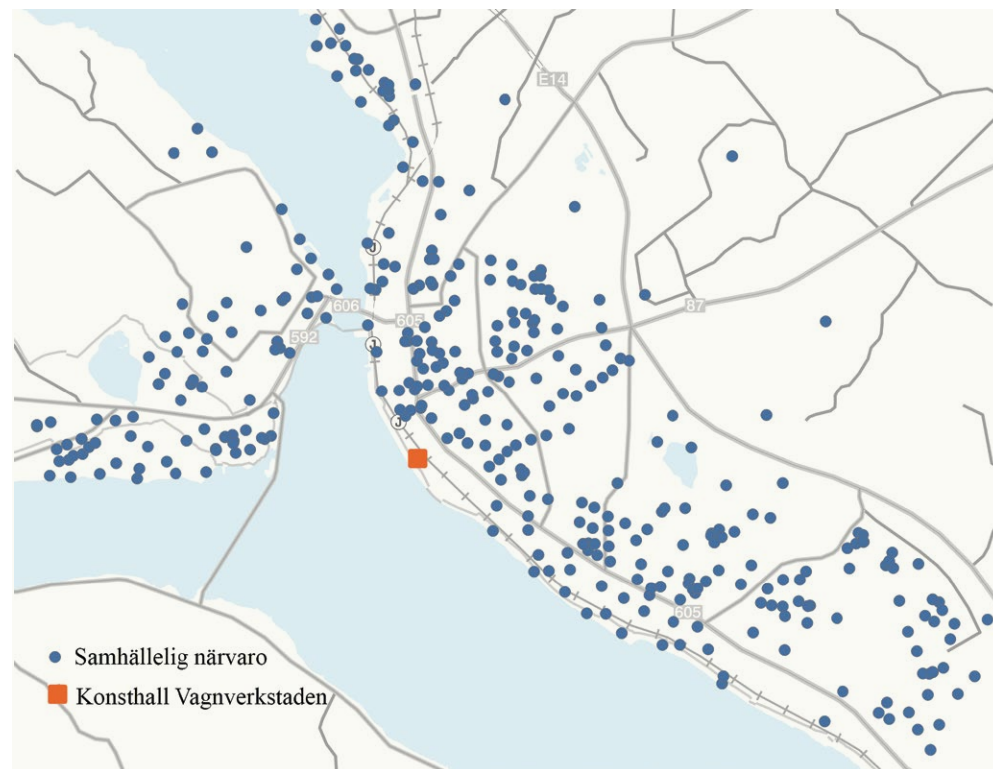 E14
J
606
87
605
592
J
J
605
Samhällelig närvaro
Konsthall Vagnverkstaden